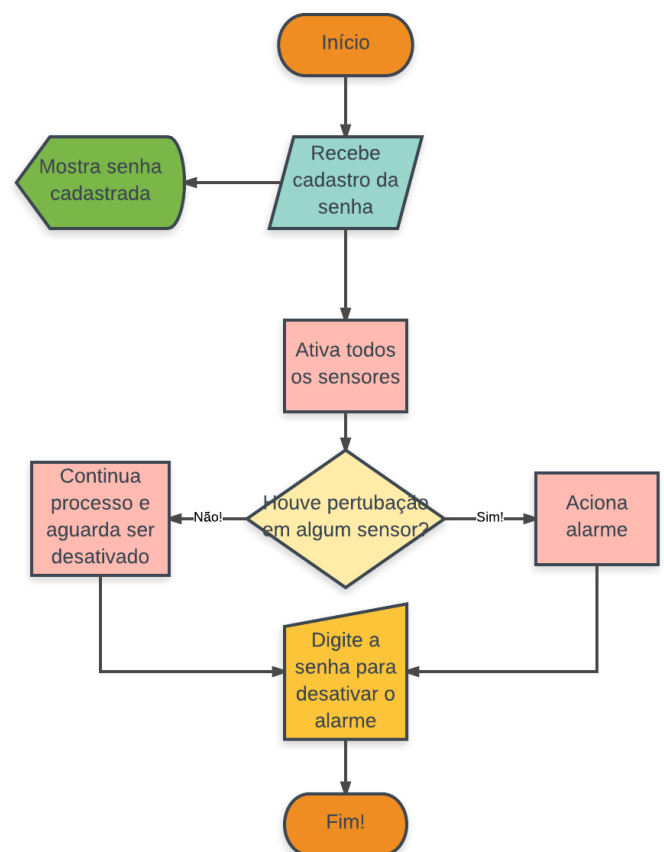 Início
Recebe
cadastro da
senha
Mostra senha
cadastrada
Ativa todos
os sensores
Houve pertubação
em algum sensor?
Não!
Sim!
Continua
processo e
aguarda ser
desativado
Aciona
alarme
Digite a
senha para
desativar o
alarme
Fim!